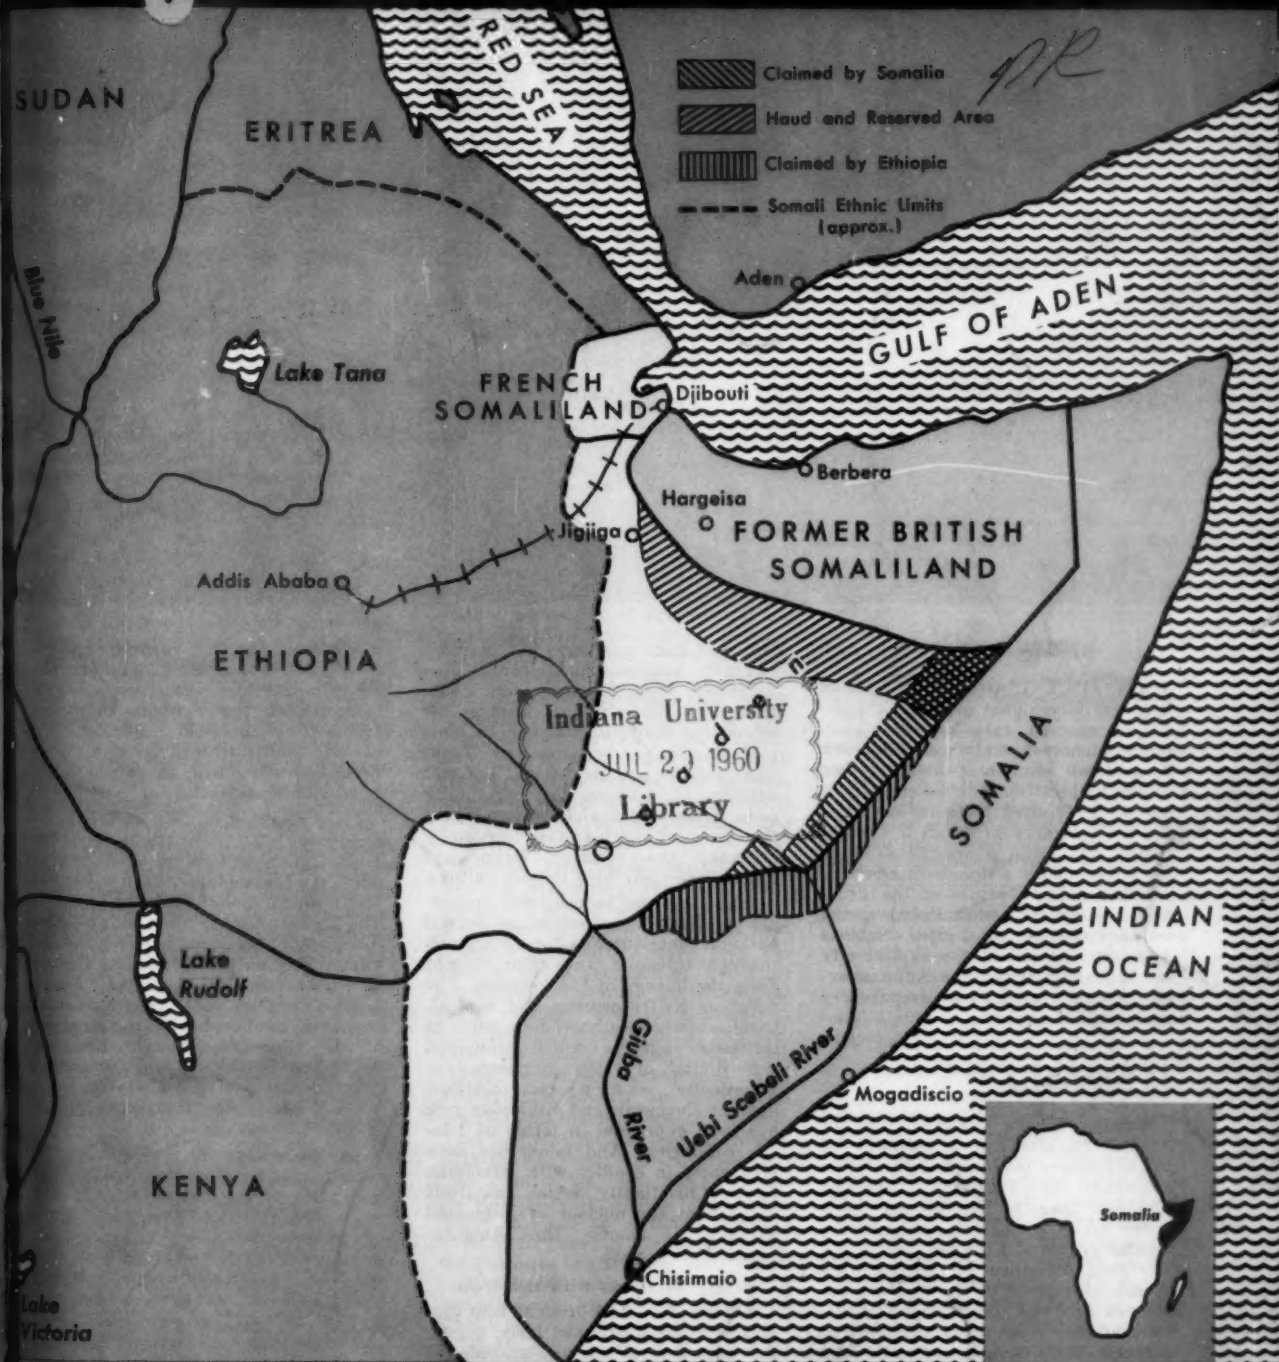 RED SEA
SUDAN
ERITREA
Claimed by Somalia
Haud and Reserved Area
Claimed by Ethiopia
Somali Ethnic Limits
(approx.)
Aden
GULF OF ADEN
Blue Nile
Lake Tana
FRENCH
SOMALILAND
Djibouti
Berbera
Hargeisa
FORMER BRITISH
SOMALILAND
Jigjiga
Addis Ababa
ETHIOPIA
Ogaden
Indiana University
JUL 20 1960
Library
SOMALIA
INDIAN
OCEAN
Lake
Rudolf
Giuba
River
Uebi Scebeli River
Mogadiscio
KENYA
Somalia
Chisimaio
Lake
Victoria